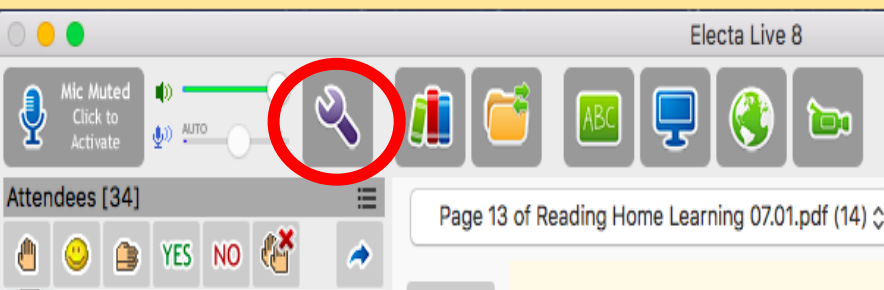 Electa Live 8
Mic Muted
Click to
Activate
AUTO
ABC
Attendees [34]
Page 13 of Reading Home Learning 07.01.pdf (14)
YES NO